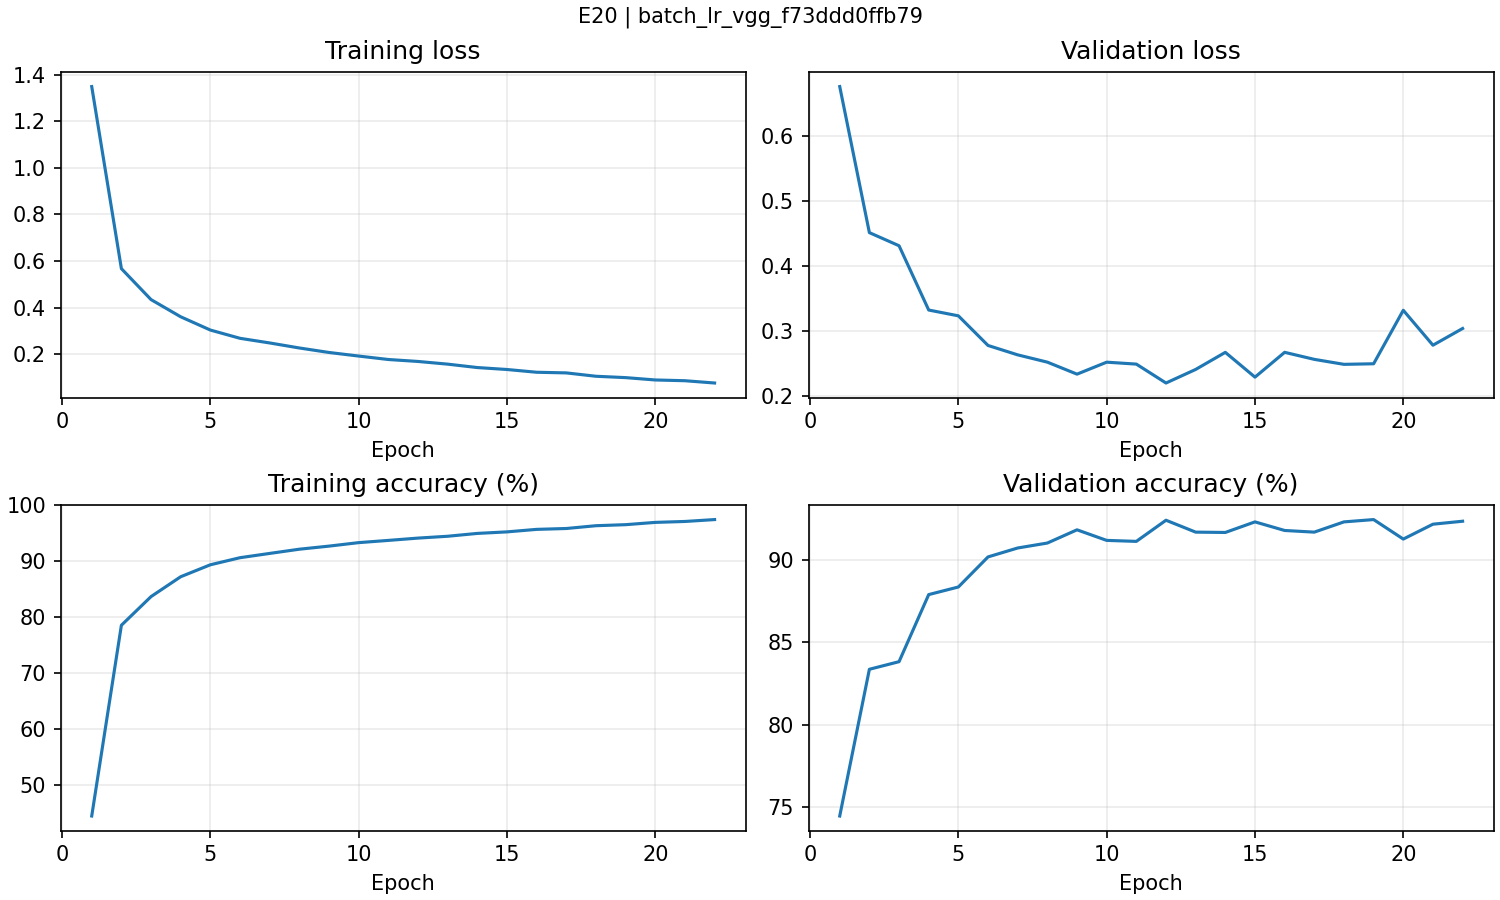 E20 | batch_lr_vgg_f73ddd0ffb79
Training loss
1.4
1.2
1.0
0.8
0.6
0.4
0.2
0 5 10 15 20
Epoch
Validation loss
0.6
0.5
0.4
0.3
0.2
0 5 10 15 20
Epoch
Training accuracy (%)
100
90
80
70
60
50
0 5 10 15 20
Epoch
Validation accuracy (%)
90
85
80
75
0 5 10 15 20
Epoch